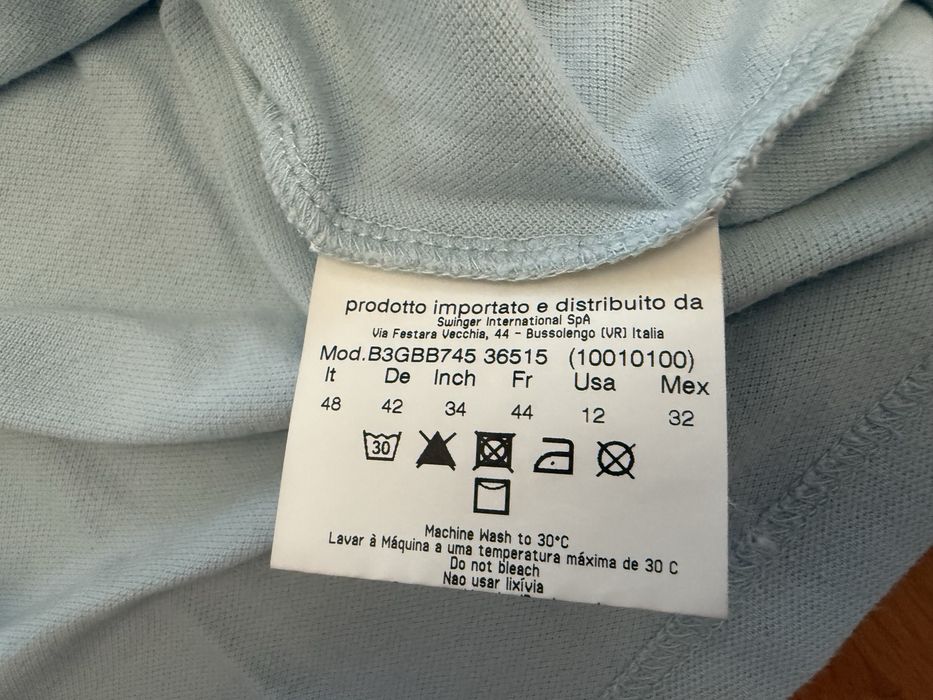 prodotto importato e distribuito da
Swinger International SpA
Via Festara Vecchia, 44 - Bussolengo (VR) Italia
Mod.B3GBB745 36515 (10010100)
It De Inch Fr Usa Mex
48 42 34 44 12 32
30
Machine Wash to 30°C
Lavar à Máquina a uma temperatura máxima de 30 C
Do not bleach
Nao usar lixívia